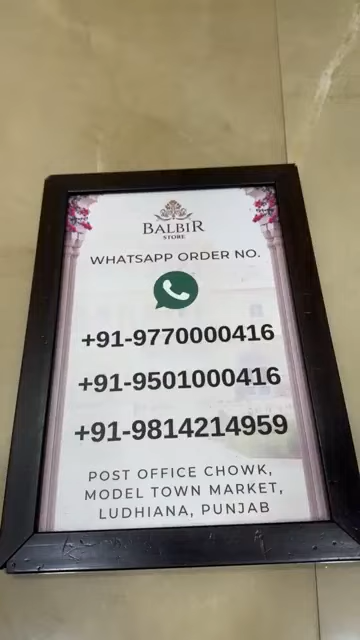 BALBIR
STORE
WHATSAPP ORDER NO.
+91-9770000416
+91-9501000416
+91-9814214959
POST OFFICE CHOWK,
MODEL TOWN MARKET,
LUDHIANA, PUNJAB